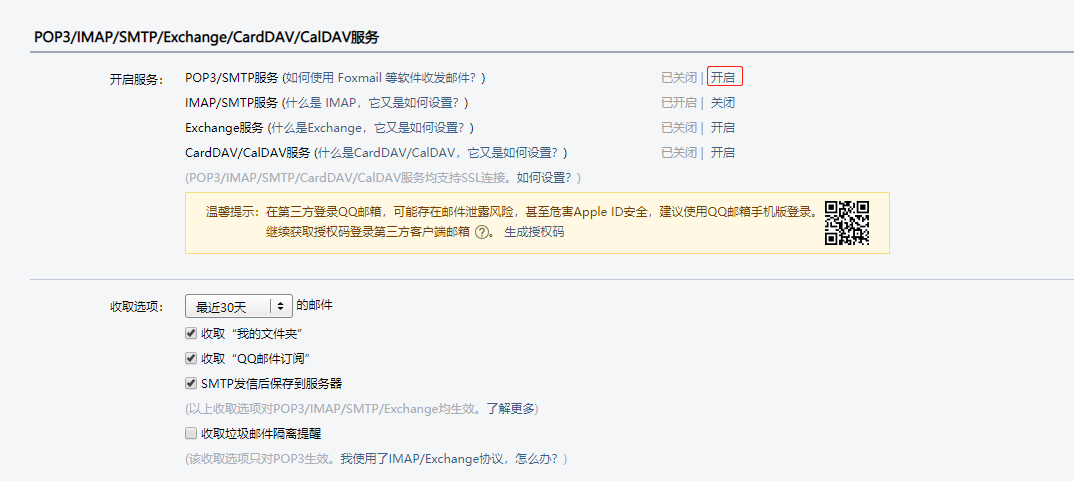 POP3/IMAP/SMTP/Exchange/CardDAV/CalDAV服务
开启服务： POP3/SMTP服务 (如何使用 Foxmail 等软件收发邮件？) 已关闭 | 开启
IMAP/SMTP服务 (什么是 IMAP，它又是如何设置？) 已开启 | 关闭
Exchange服务 (什么是Exchange，它又是如何设置？) 已关闭 | 开启
CardDAV/CalDAV服务 (什么是CardDAV/CalDAV，它又是如何设置？) 已关闭 | 开启
(POP3/IMAP/SMTP/CardDAV/CalDAV服务均支持SSL连接。如何设置？)
温馨提示：在第三方登录QQ邮箱，可能存在邮件泄露风险，甚至危害Apple ID安全，建议使用QQ邮箱手机版登录。
继续获取授权码登录第三方客户端邮箱 ?。 生成授权码
收取选项： 最近30天 的邮件
收取“我的文件夹”
收取“QQ邮件订阅”
SMTP发信后保存到服务器
(以上收取选项对POP3/IMAP/SMTP/Exchange均生效。了解更多)
收取垃圾邮件隔离提醒
(该收取选项只对POP3生效。我使用了IMAP/Exchange协议，怎么办？)